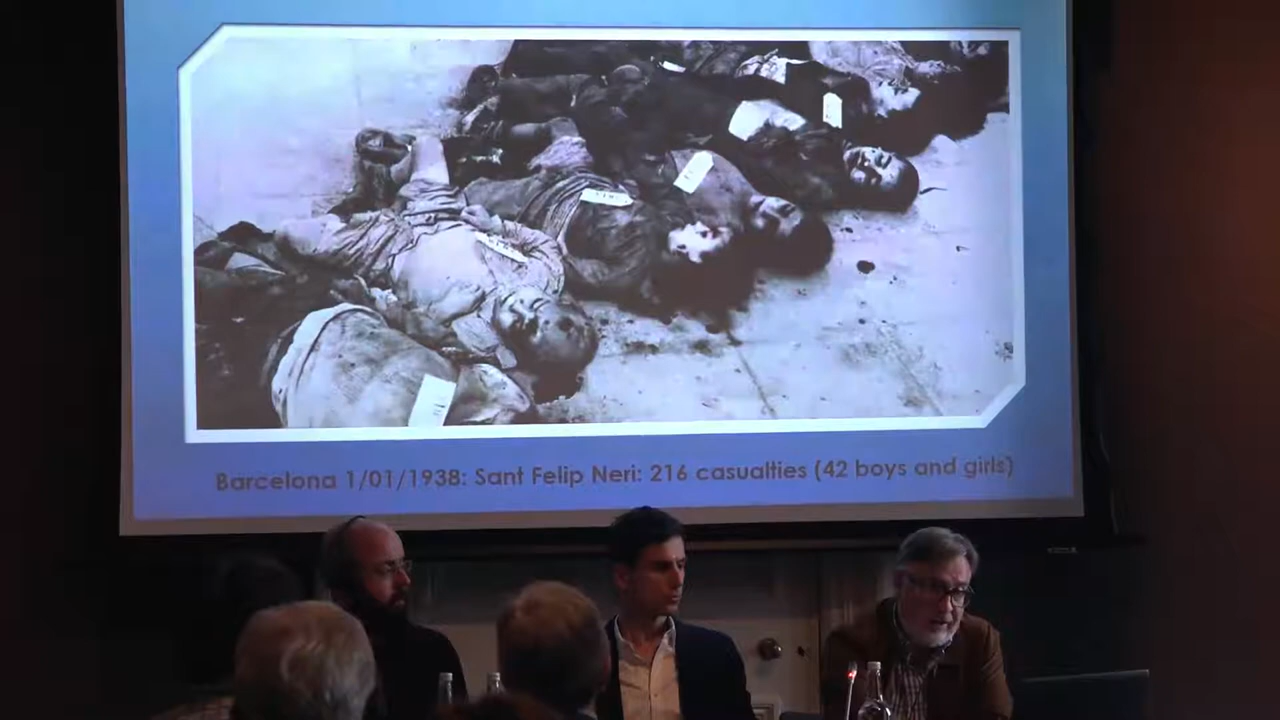 Barcelona 1/01/1938: Sant Felip Neri: 216 casualties (42 boys and girls)